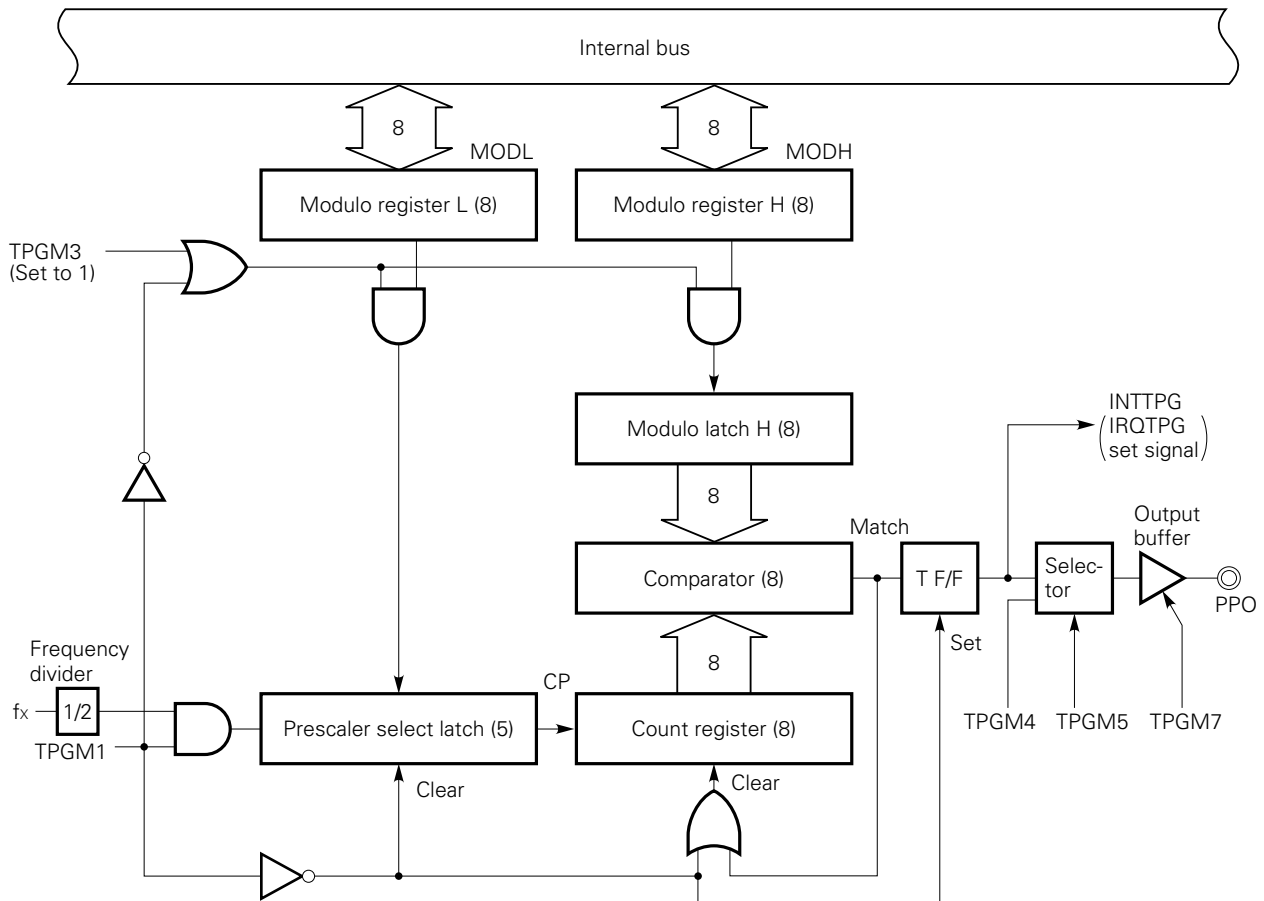 Internal bus
8
8
MODL
MODH
Modulo register L (8)
Modulo register H (8)
TPGM3
(Set to 1)
Modulo latch H (8)
INTTPG
IRQTPG
set signal
8
Match
Output
buffer
Comparator (8)
T F/F
Selec-
tor
PPO
Set
8
Frequency
divider
CP
fX
1/2
Prescaler select latch (5)
Count register (8)
TPGM4
TPGM5
TPGM7
TPGM1
Clear
Clear